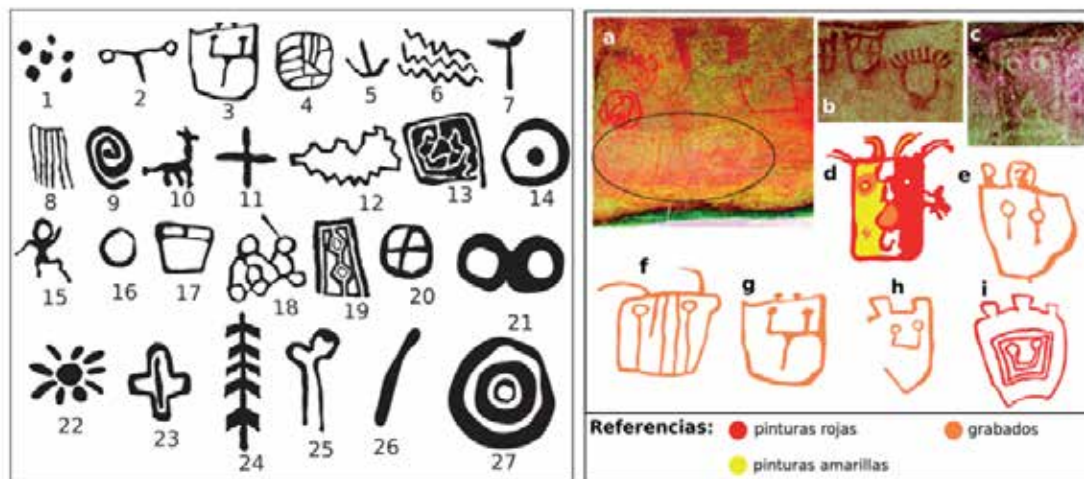 1 2 3 4 5 6 7
8 9 10 11 12 13 14
15 16 17 18 19 20 21
22 23 24 25 26 27
a b c
d e
f g h i
Referencias: pinturas rojas grabados
pinturas amarillas